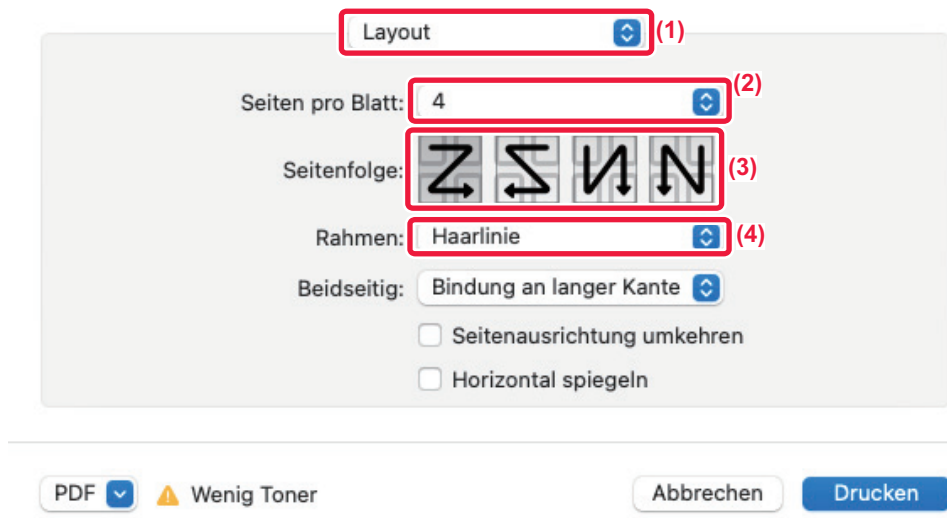 Layout (1)
Seiten pro Blatt: 4 (2)
Seitenfolge: (3)
Rahmen: Haarlinie (4)
Beidseitig: Bindung an langer Kante
Seitenausrichtung umkehren
Horizontal spiegeln
PDF Wenig Toner Abbrechen Drucken